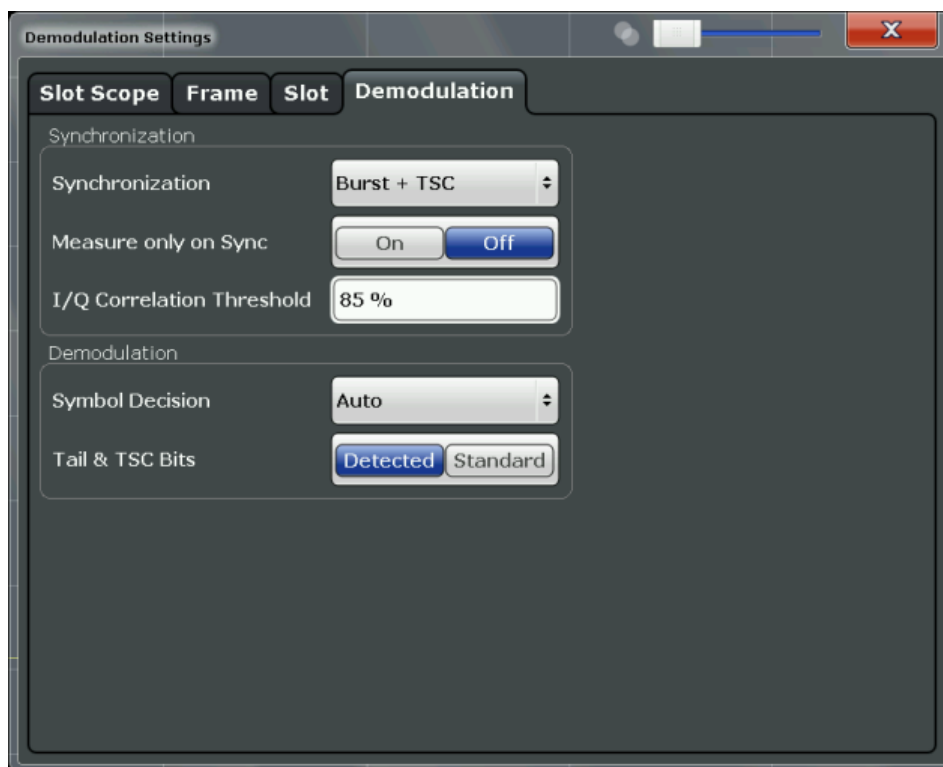 Demodulation Settings
X
Slot Scope Frame Slot Demodulation
Synchronization
Synchronization Burst + TSC
Measure only on Sync On Off
I/Q Correlation Threshold 85 %
Demodulation
Symbol Decision Auto
Tail & TSC Bits Detected Standard